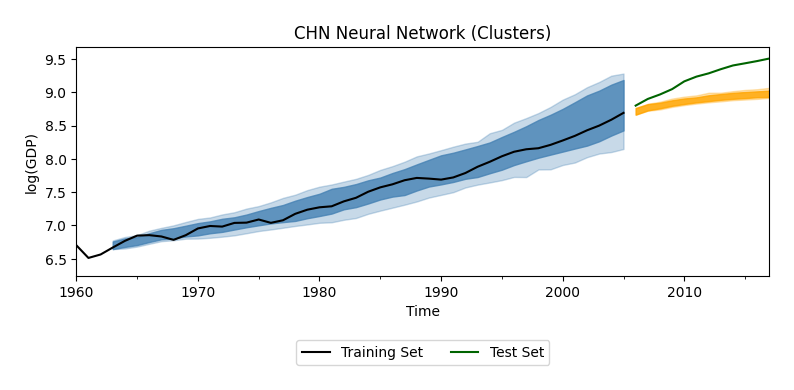 CHN Neural Network (Clusters)
9.5
9.0
8.5
8.0
7.5
7.0
6.5
log(GDP)
1960 1970 1980 1990 2000 2010
Time
Training Set Test Set